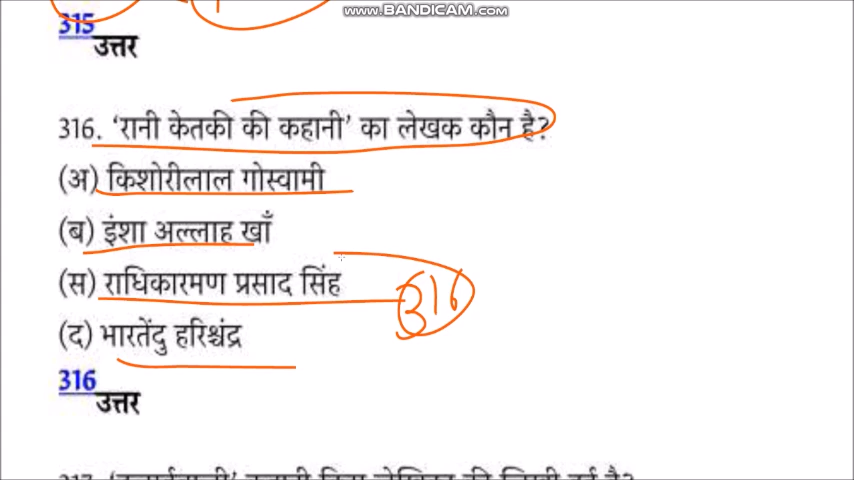 www.BANDICAM.com
315
उत्तर
316. ‘रानी केतकी की कहानी’ का लेखक कौन है?
(अ) किशोरीलाल गोस्वामी
(ब) इंशा अल्लाह खाँ
(स) राधिकारमण प्रसाद सिंह
316
(द) भारतेंदु हरिश्चंद्र
316
उत्तर